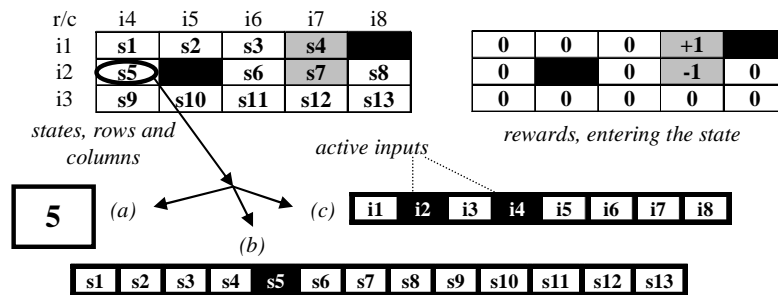 r/c i4 i5 i6 i7 i8
i1 s1 s2 s3 s4 0 0 0 +1
i2 s5 s6 s7 s8 0 0 -1 0
i3 s9 s10 s11 s12 s13 0 0 0 0 0
states, rows and
columns
rewards, entering the state
active inputs
5
(a)
(b)
(c)
i1 i2 i3 i4 i5 i6 i7 i8
s1 s2 s3 s4 s5 s6 s7 s8 s9 s10 s11 s12 s13